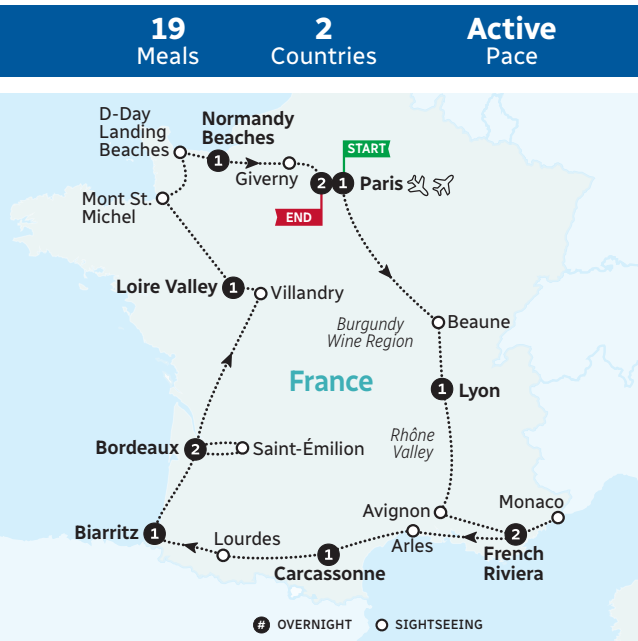 19
Meals
2
Countries
Active
Pace
D-Day
Landing
Beaches
Normandy
Beaches
1
Giverny
START
2
1
Paris
END
Mont St.
Michel
Loire Valley
1
Villandry
Burgundy
Wine Region
Beaune
France
1
Lyon
Rhône
Valley
Bordeaux
2
Saint-Émilion
Avignon
Monaco
Biarritz
1
Lourdes
Arles
2
French
Riviera
1
Carcassonne
# OVERNIGHT
SIGHTSEEING